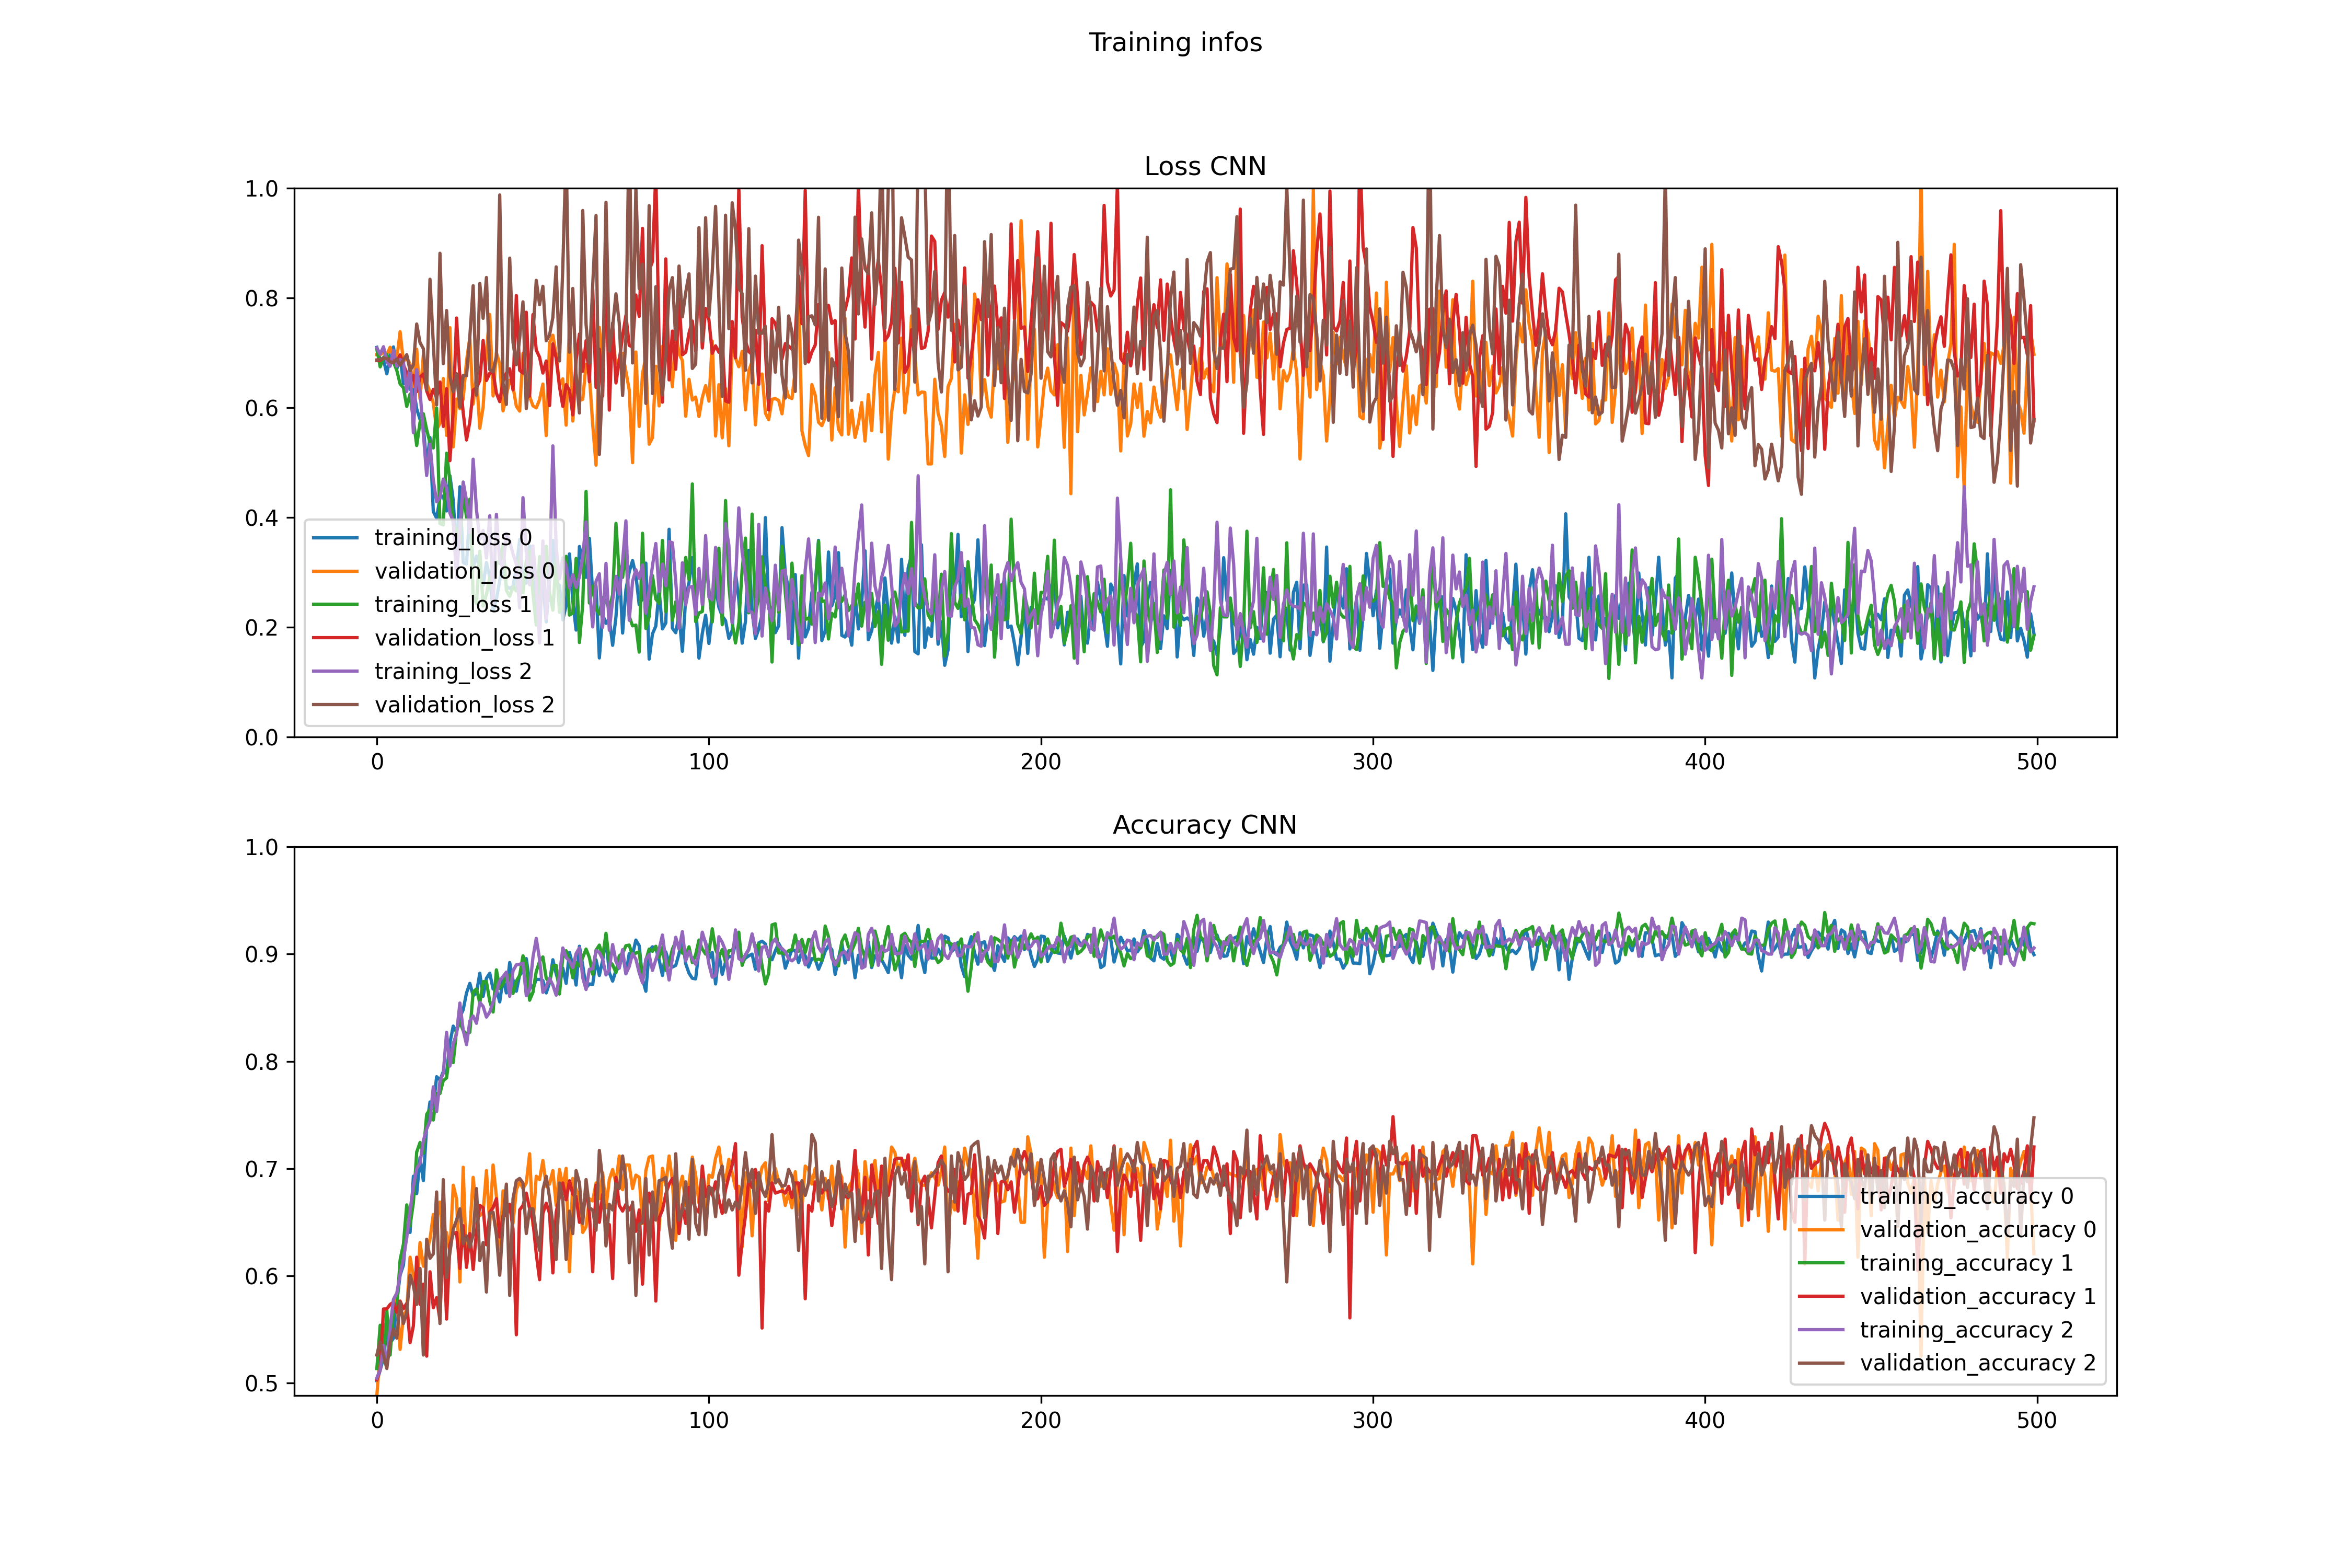 Training infos
Loss CNN
1.0
0.8
0.6
0.4
0.2
0.0
training_loss 0
validation_loss 0
training_loss 1
validation_loss 1
training_loss 2
validation_loss 2
0 100 200 300 400 500
Accuracy CNN
1.0
0.9
0.8
0.7
0.6
0.5
training_accuracy 0
validation_accuracy 0
training_accuracy 1
validation_accuracy 1
training_accuracy 2
validation_accuracy 2
0 100 200 300 400 500